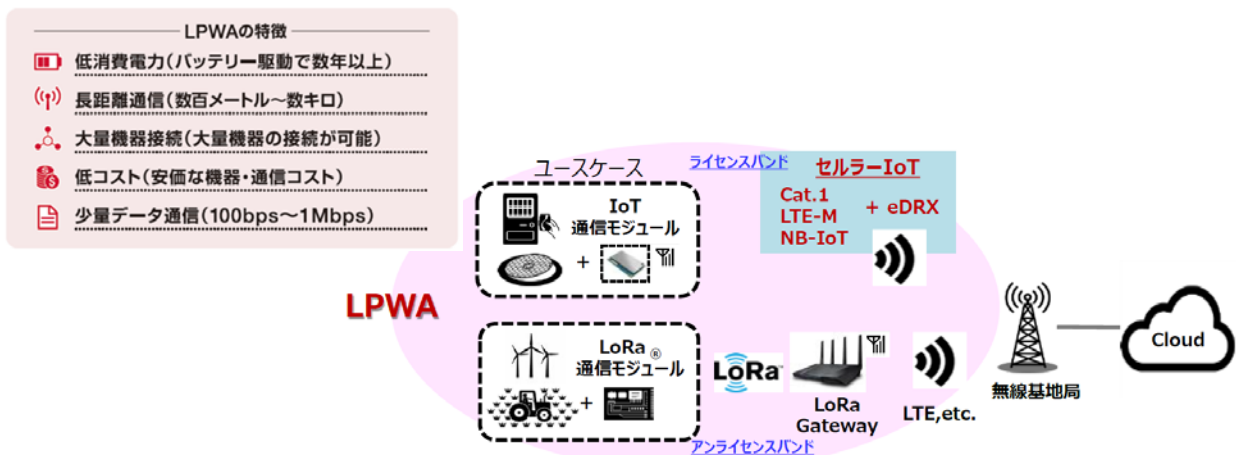 LPWAの特徴
低消費電力(バッテリー駆動で数年以上)
長距離通信(数百メートル～数キロ)
大量機器接続(大量機器の接続が可能)
低コスト(安価な機器・通信コスト)
少量データ通信(100bps～1Mbps)
LPWA
ユースケース
IoT
通信モジュール
+
ライセンスバンド
セルラーIoT
Cat.1
LTE-M + eDRX
NB-IoT
LoRa ®
通信モジュール
+
LoRa™
LoRa
Gateway
LTE,etc.
アンライセンスバンド
無線基地局
Cloud